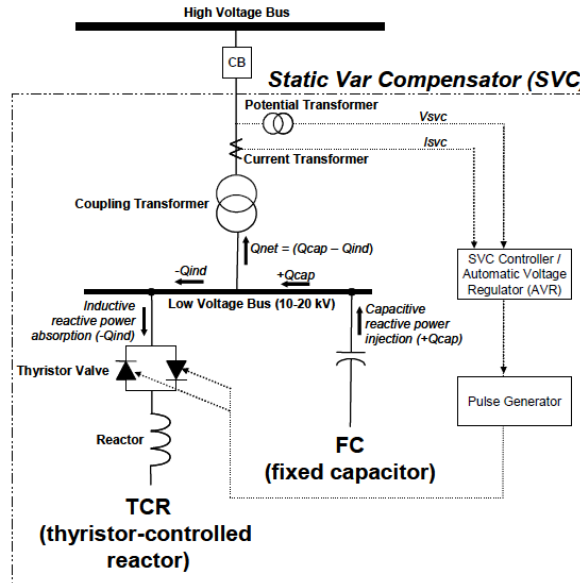 High Voltage Bus
CB
Static Var Compensator (SVC)
Potential Transformer
Vsvc
Isvc
Current Transformer
Coupling Transformer
Qnet = (Qcap – Qind)
-Qind
+Qcap
SVC Controller /
Automatic Voltage
Regulator (AVR)
Low Voltage Bus (10-20 kV)
Inductive
reactive power
absorption (-Qind)
Capacitive
reactive power
injection (+Qcap)
Thyristor Valve
Pulse Generator
Reactor
FC
(fixed capacitor)
TCR
(thyristor-controlled
reactor)